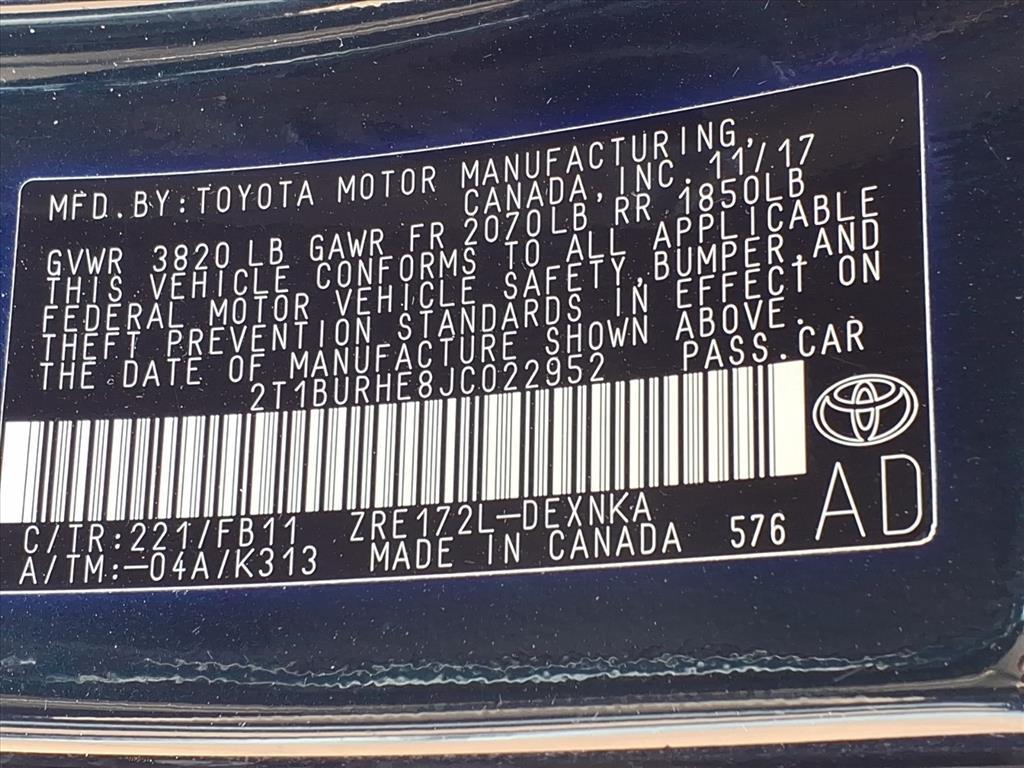 MFD.BY:TOYOTA MOTOR MANUFACTURING,
CANADA,INC. 11/17
GVWR 3820LB GAWR FR 2070LB RR 1850LB
THIS VEHICLE CONFORMS TO ALL APPLICABLE
FEDERAL MOTOR VEHICLE SAFETY,BUMPER,AND
THEFT PREVENTION STANDARDS IN EFFECT ON
THE DATE OF MANUFACTURE SHOWN ABOVE.
2T1BURHE8JC022952 PASS.CAR
C/TR:221/FB11 ZRE172L-DEXNKA
A/TM:-04A/K313 MADE IN CANADA 576 AD